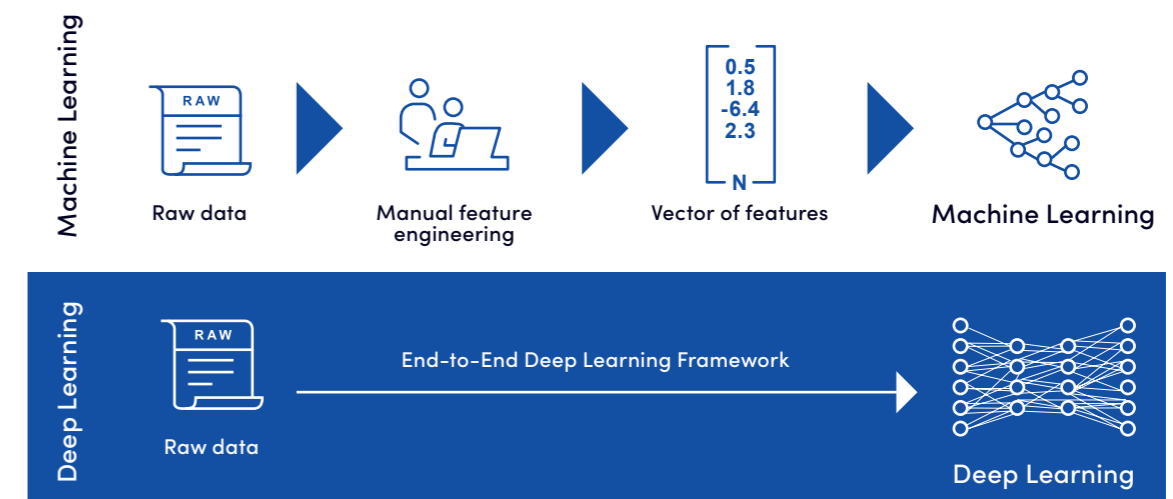 Machine Learning
RAW
Raw data
Manual feature
engineering
0.5
1.8
-6.4
2.3
N
Vector of features
Machine Learning
Deep Learning
RAW
Raw data
End-to-End Deep Learning Framework
Deep Learning